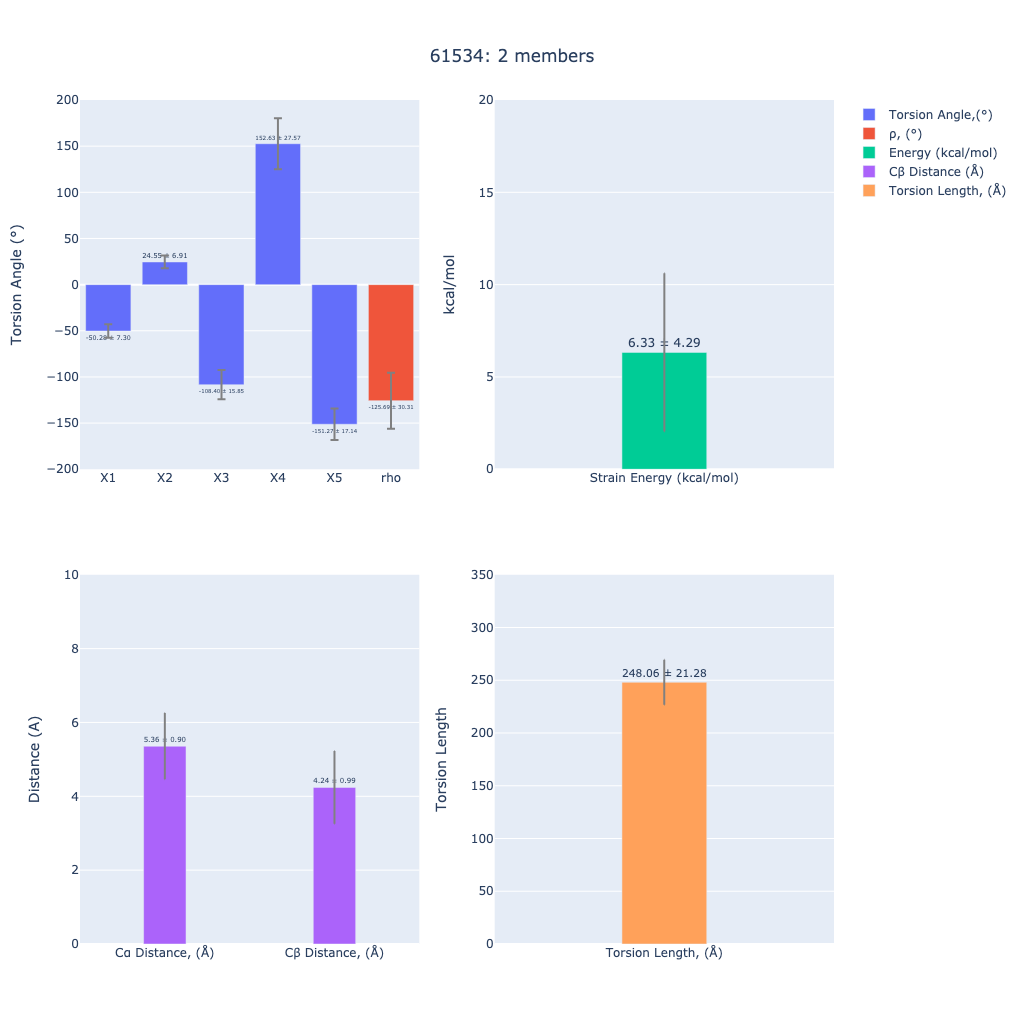 61534: 2 members
Torsion Angle (°)
200
150
100
50
0
−50
−100
−150
−200
-50.28 ± 7.30
24.55 ± 6.91
-108.40 ± 15.85
152.63 ± 27.57
-151.27 ± 17.14
-125.69 ± 30.31
X1 X2 X3 X4 X5 rho
kcal/mol
20
15
10
5
0
6.33 ± 4.29
Strain Energy (kcal/mol)
Torsion Angle,(°)
ρ, (°)
Energy (kcal/mol)
Cβ Distance (Å)
Torsion Length, (Å)
Distance (A)
10
8
6
4
2
0
5.36 ± 0.90
4.24 ± 0.99
Cα Distance, (Å) Cβ Distance, (Å)
Torsion Length
350
300
250
200
150
100
50
0
248.06 ± 21.28
Torsion Length, (Å)